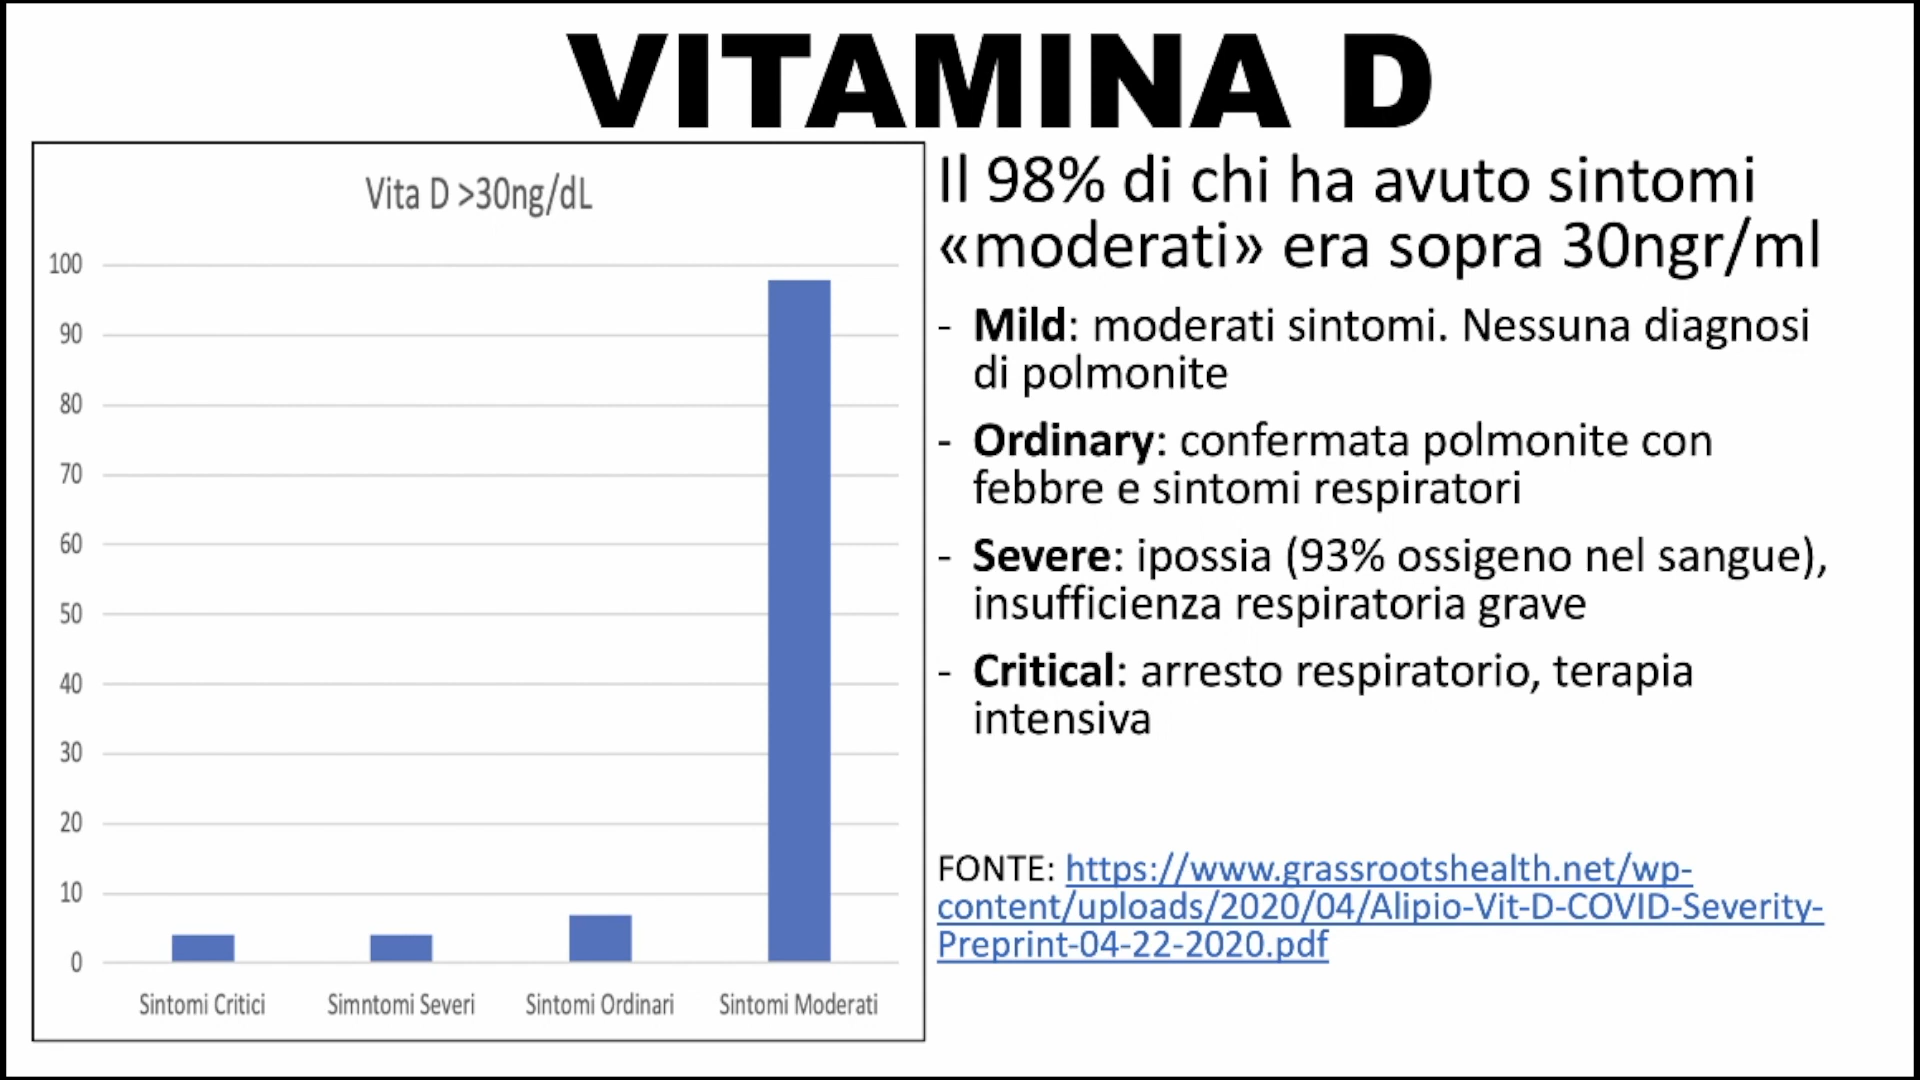 VITAMINA D
Vita D >30ng/dL
100
90
80
70
60
50
40
30
20
10
0
Sintomi Critici
Simntomi Severi
Sintomi Ordinari
Sintomi Moderati
Il 98% di chi ha avuto sintomi
«moderati» era sopra 30ngr/ml
- Mild: moderati sintomi. Nessuna diagnosi
di polmonite
- Ordinary: confermata polmonite con
febbre e sintomi respiratori
- Severe: ipossia (93% ossigeno nel sangue),
insufficienza respiratoria grave
- Critical: arresto respiratorio, terapia
intensiva
FONTE: https://www.grassrootshealth.net/wp-
content/uploads/2020/04/Alipio-Vit-D-COVID-Severity-
Preprint-04-22-2020.pdf